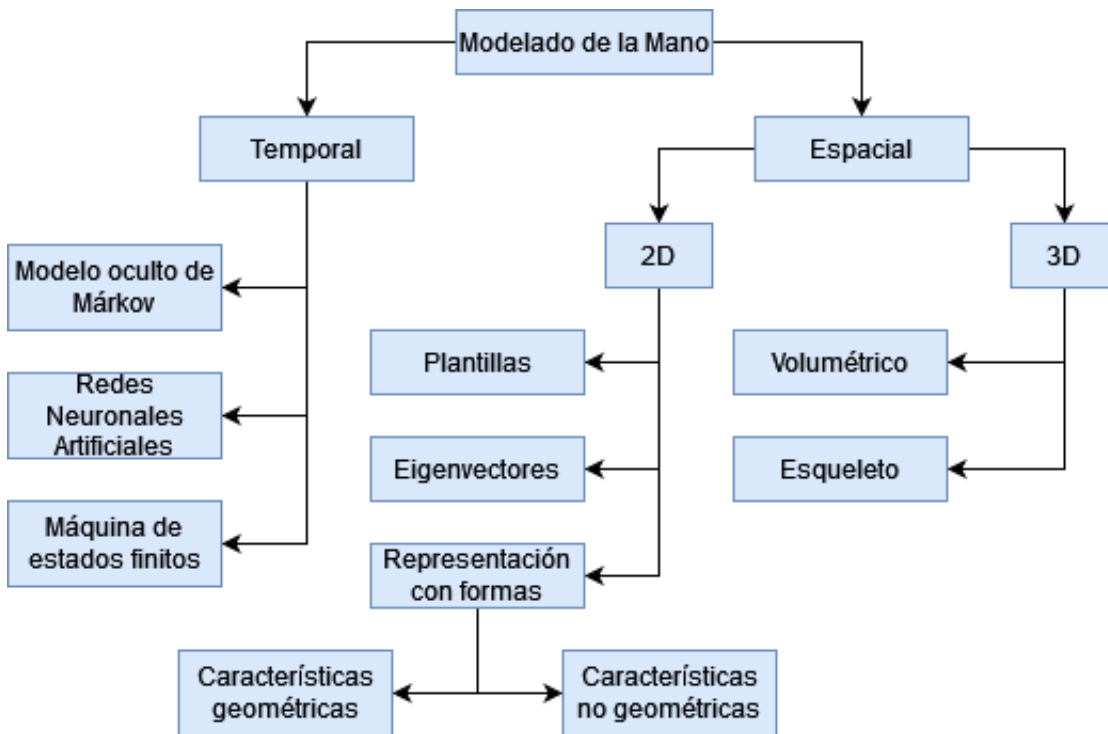 Modelado de la Mano
Temporal
Espacial
2D
3D
Modelo oculto de
Márkov
Plantillas
Volumétrico
Redes
Neuronales
Artificiales
Eigenvectores
Esqueleto
Máquina de
estados finitos
Representación
con formas
Características
geométricas
Características
no geométricas